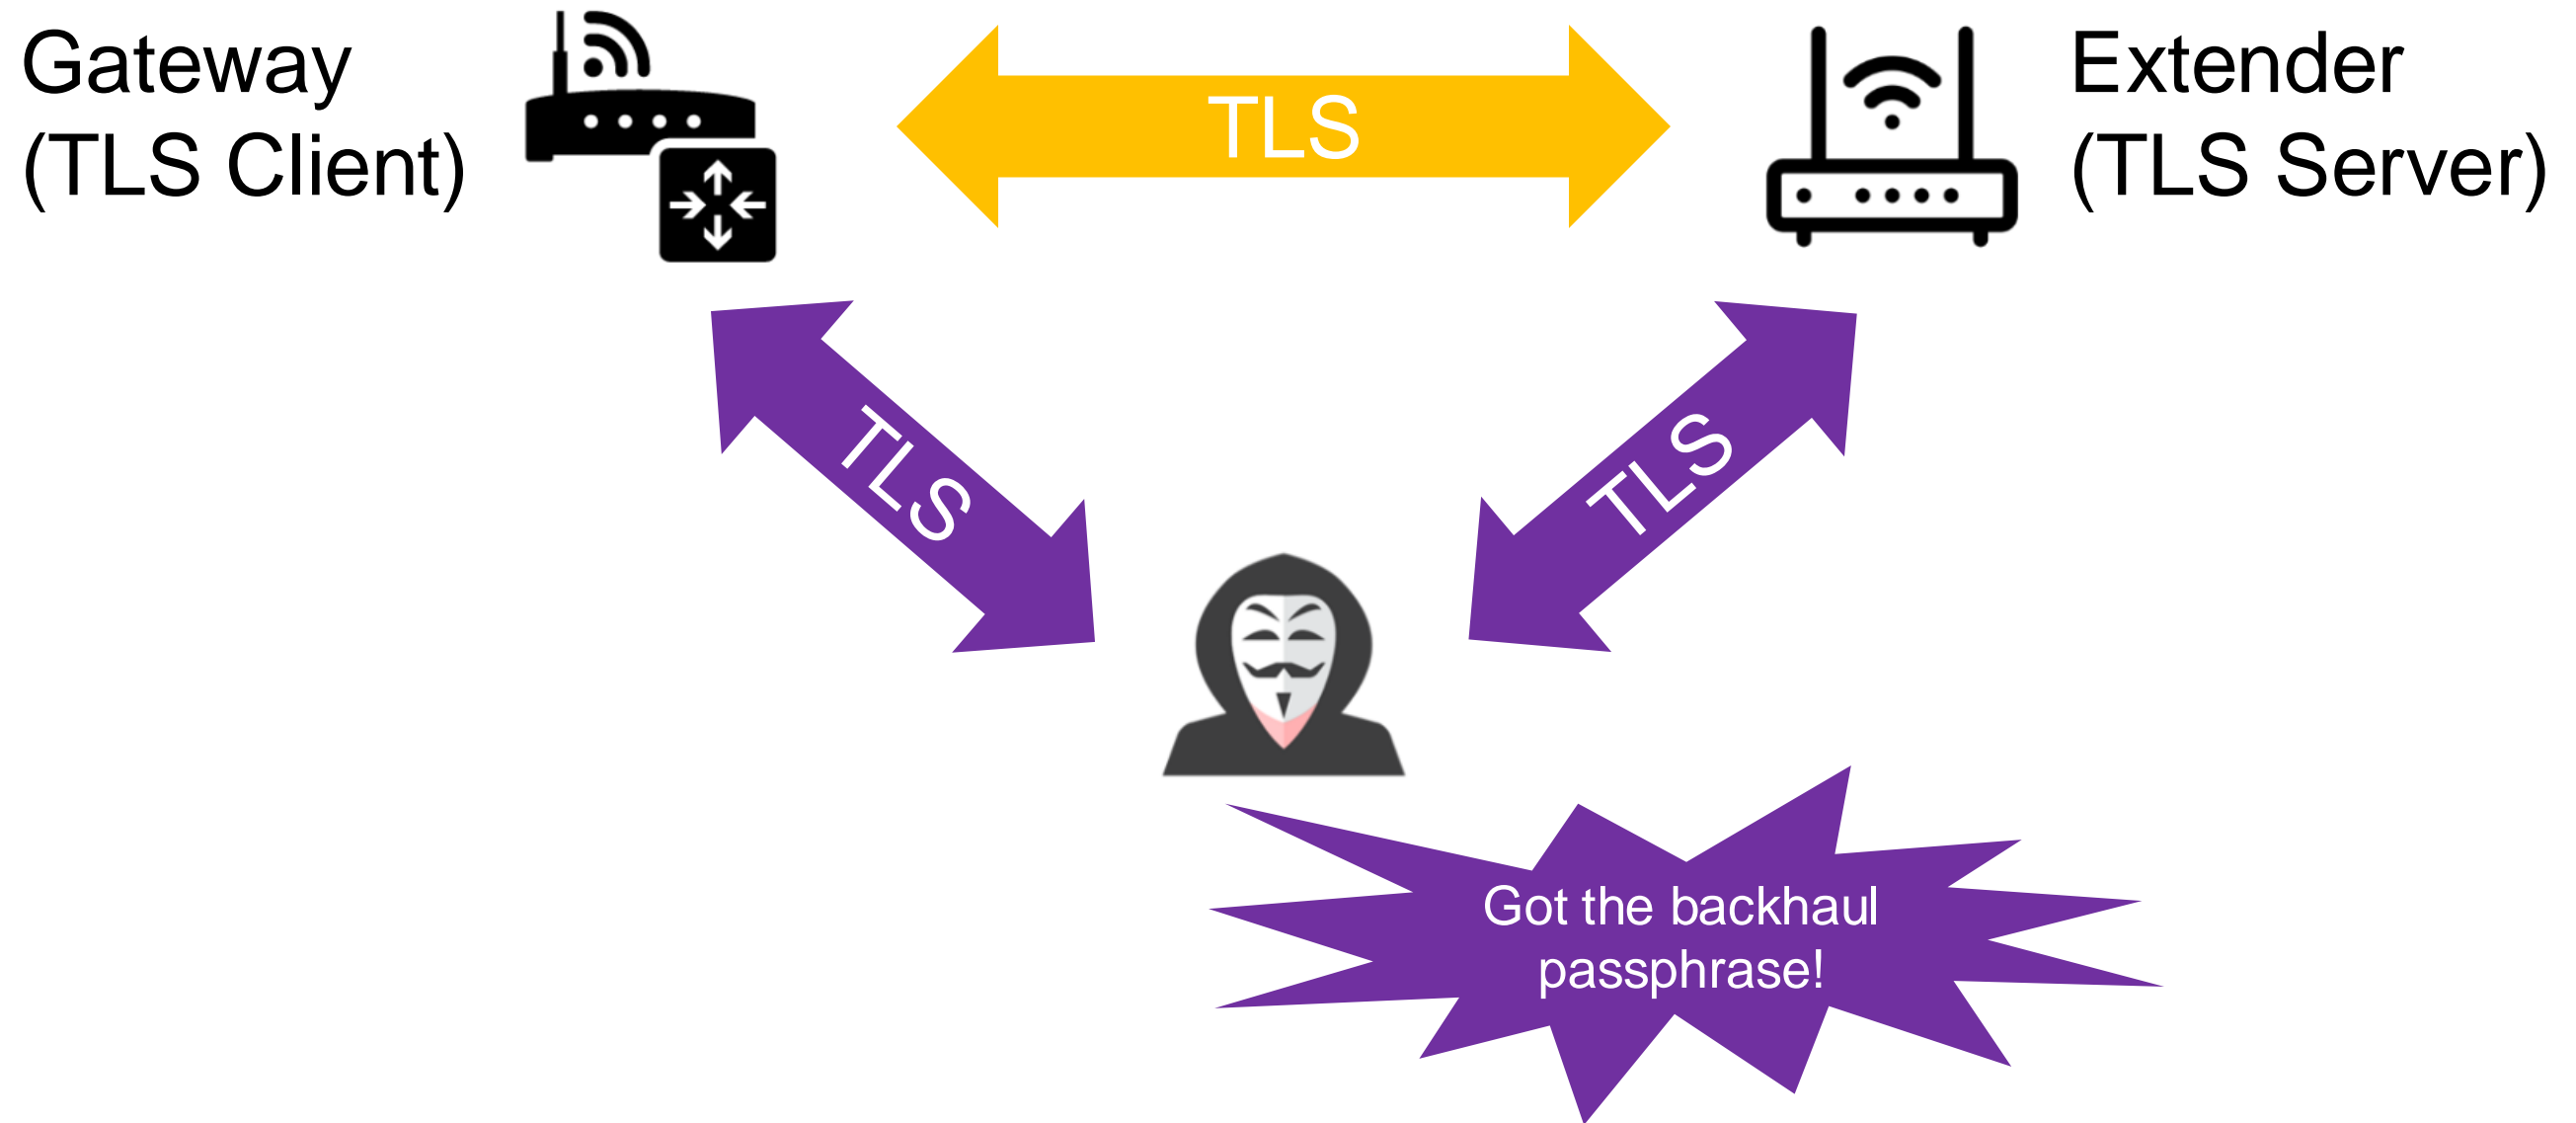 Gateway
(TLS Client)
TLS
Extender
(TLS Server)
TLS
TLS
Got the backhaul
passphrase!